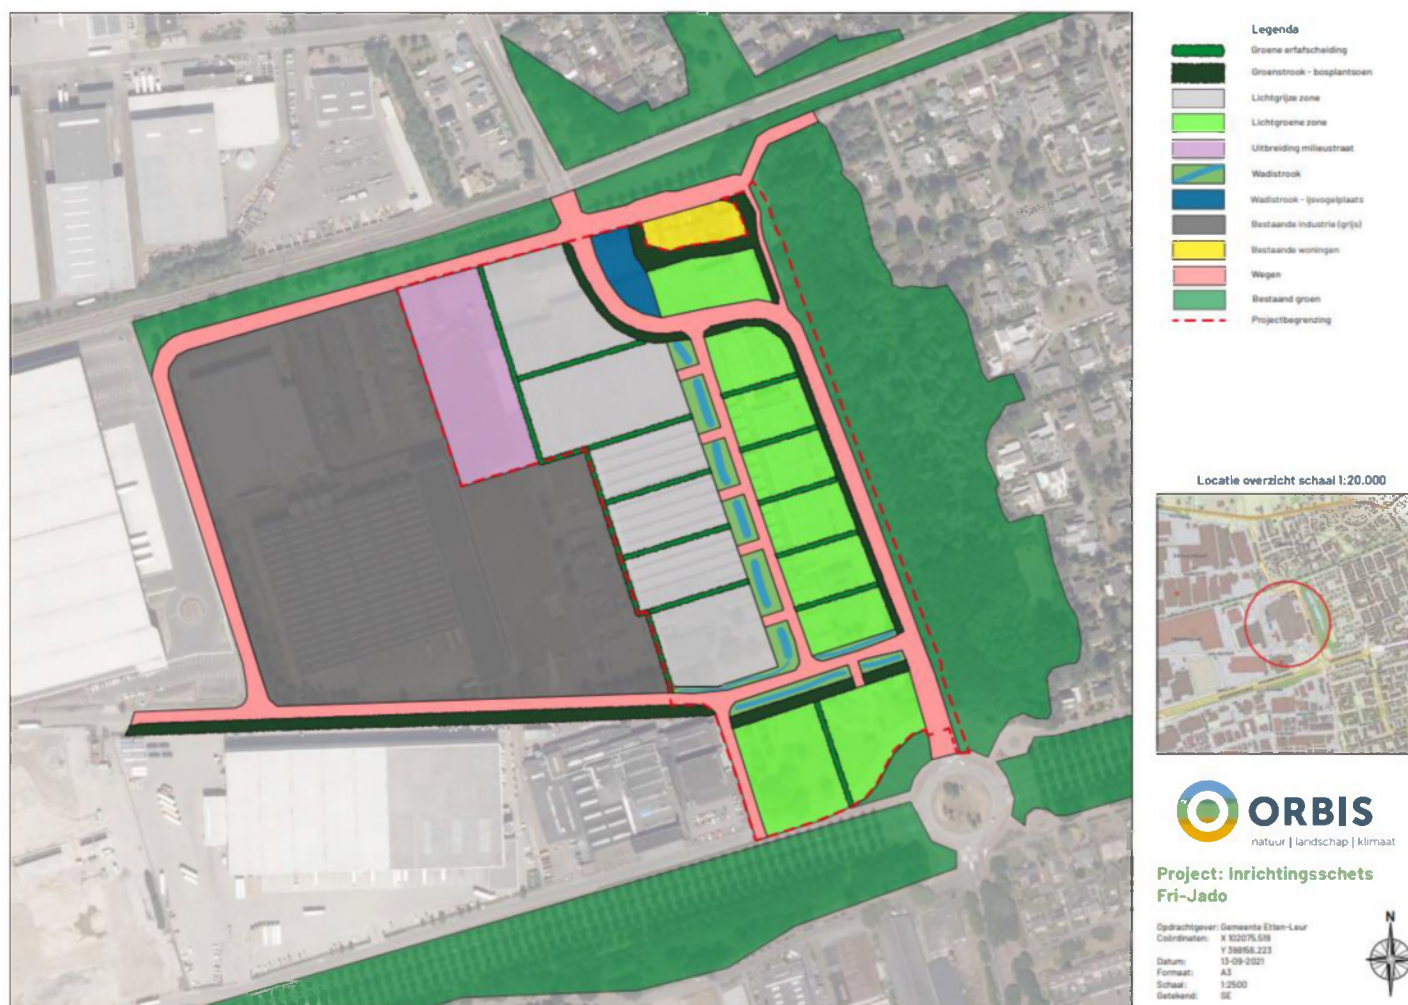 Legenda
Groene erfafscheiding
Groenstrook - bosplantsoen
Lichtgrijze zone
Lichtgroene zone
Uitbreiding milieustraat
Wadistrook
Wadistrook - ijsvogelplaats
Bestaande industrie (grijs)
Bestaande woningen
Wegen
Bestaand groen
Projectbegrenzing
Locatie overzicht schaal 1:20.000
ORBIS
natuur | landschap | klimaat
Project: Inrichtingsschets
Fri-Jado
Opdrachtgever: Gemeente Etten-Leur
Coördinaten: X 102075.519
Y 398156.223
Datum: 13-09-2021
Formaat: A3
Schaal: 1:2500
Getekend: SE
N